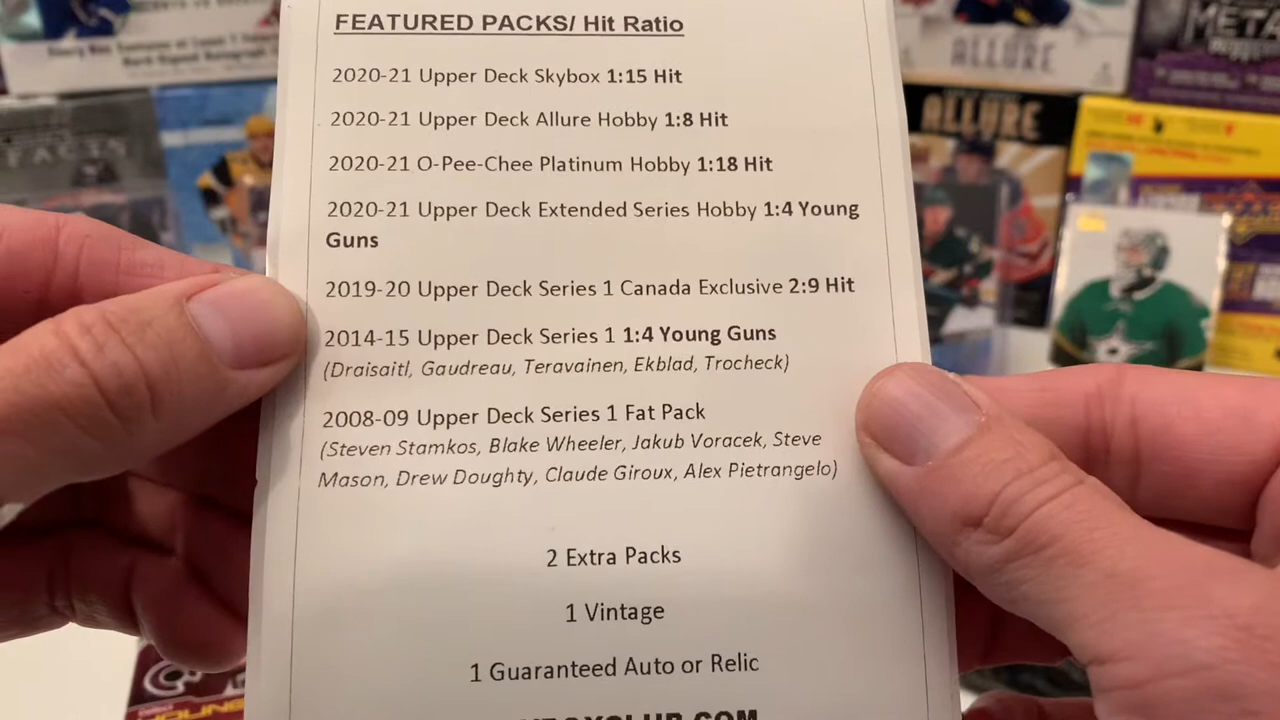 FEATURED PACKS/ Hit Ratio
2020-21 Upper Deck Skybox 1:15 Hit
2020-21 Upper Deck Allure Hobby 1:8 Hit
2020-21 O-Pee-Chee Platinum Hobby 1:18 Hit
2020-21 Upper Deck Extended Series Hobby 1:4 Young
Guns
2019-20 Upper Deck Series 1 Canada Exclusive 2:9 Hit
2014-15 Upper Deck Series 1 1:4 Young Guns
(Draisaitl, Gaudreau, Teravainen, Ekblad, Trocheck)
2008-09 Upper Deck Series 1 Fat Pack
(Steven Stamkos, Blake Wheeler, Jakub Voracek, Steve
Mason, Drew Doughty, Claude Giroux, Alex Pietrangelo)
2 Extra Packs
1 Vintage
1 Guaranteed Auto or Relic
ALLURE
ALLURE